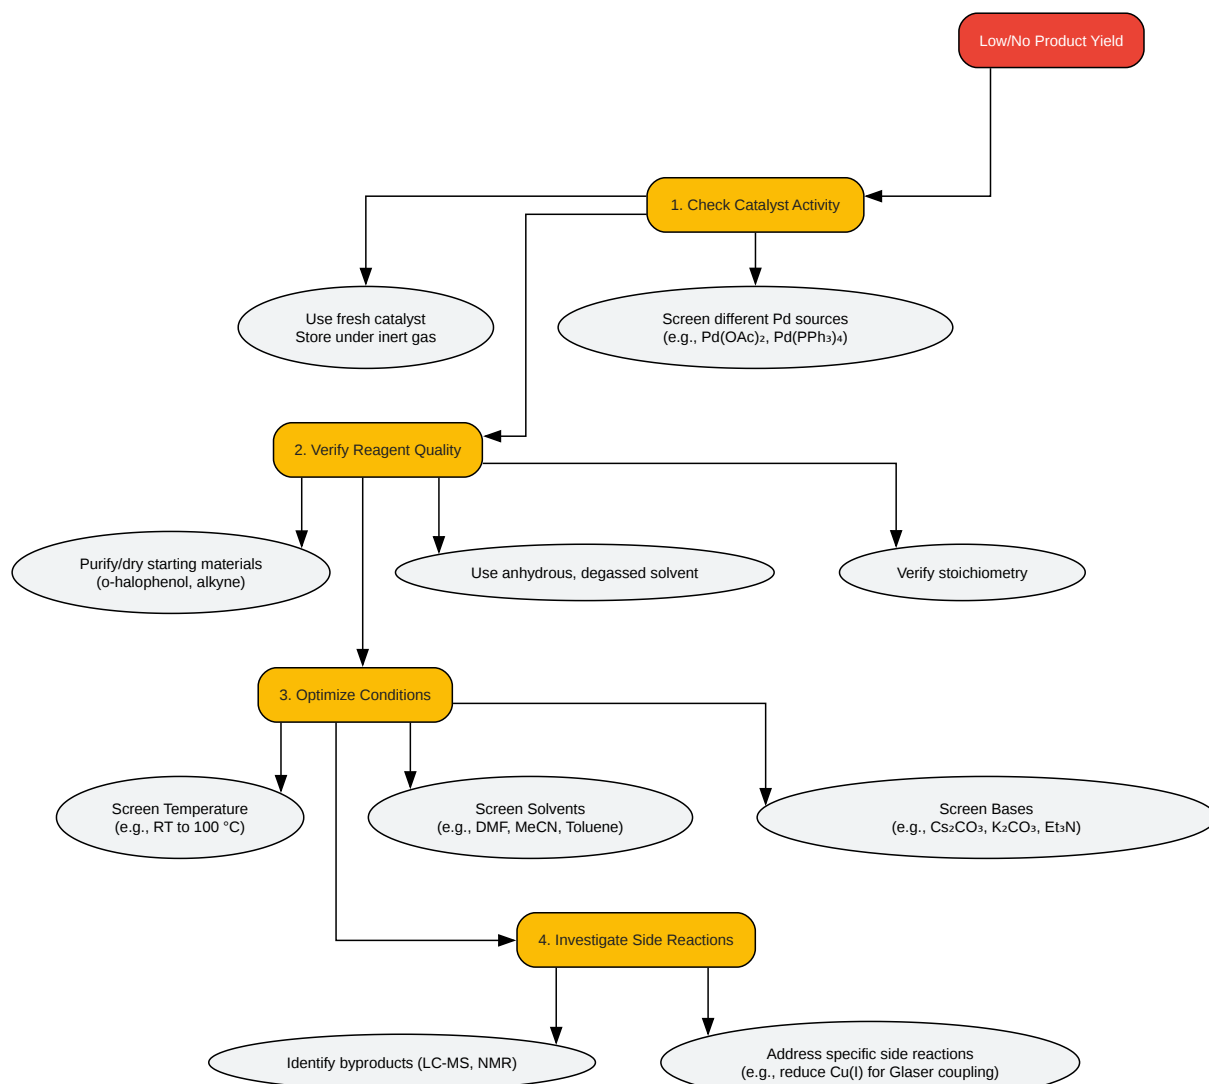 Low/No Product Yield
1. Check Catalyst Activity
Use fresh catalyst
Store under inert gas
Screen different Pd sources
(e.g., Pd(OAc)₂, Pd(PPh₃)₄)
2. Verify Reagent Quality
Purify/dry starting materials
(o-halophenol, alkyne)
Use anhydrous, degassed solvent
Verify stoichiometry
3. Optimize Conditions
Screen Temperature
(e.g., RT to 100 °C)
Screen Solvents
(e.g., DMF, MeCN, Toluene)
Screen Bases
(e.g., Cs₂CO₃, K₂CO₃, Et₃N)
4. Investigate Side Reactions
Identify byproducts (LC-MS, NMR)
Address specific side reactions
(e.g., reduce Cu(I) for Glaser coupling)